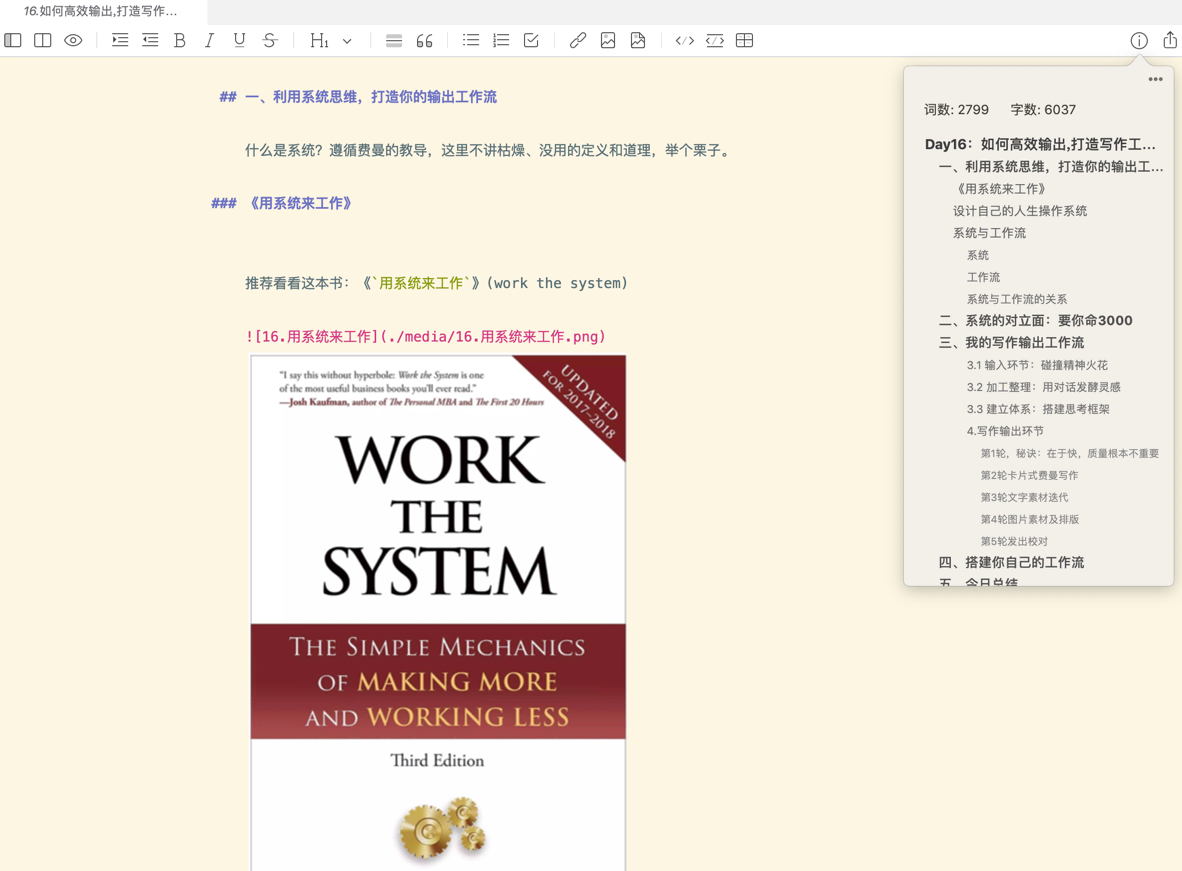 16.如何高效输出,打造写作...
H1
词数: 2799 字数: 6037
Day16：如何高效输出,打造写作工...
一、利用系统思维，打造你的输出工...
《用系统来工作》
设计自己的人生操作系统
系统与工作流
系统
工作流
系统与工作流的关系
二、系统的对立面：要你命3000
三、我的写作输出工作流
3.1 输入环节：碰撞精神火花
3.2 加工整理：用对话发酵灵感
3.3 建立体系：搭建思考框架
4.写作输出环节
第1轮，秘诀：在于快，质量根本不重要
第2轮卡片式费曼写作
第3轮文字素材迭代
第4轮图片素材及排版
第5轮发出校对
四、搭建你自己的工作流
五、今日总结
## 一、利用系统思维，打造你的输出工作流
什么是系统？遵循费曼的教导，这里不讲枯燥、没用的定义和道理，举个栗子。
### 《用系统来工作》
推荐看看这本书：《`用系统来工作`》(work the system)
![16.用系统来工作](./media/16.用系统来工作.png)
"I say this without hyperbole: Work the System is one
of the most useful business books you'll ever read."
—Josh Kaufman, author of The Personal MBA and The First 20 Hours
UPDATED
FOR 2017–2018
WORK
THE
SYSTEM
THE SIMPLE MECHANICS
OF MAKING MORE
AND WORKING LESS
Third Edition